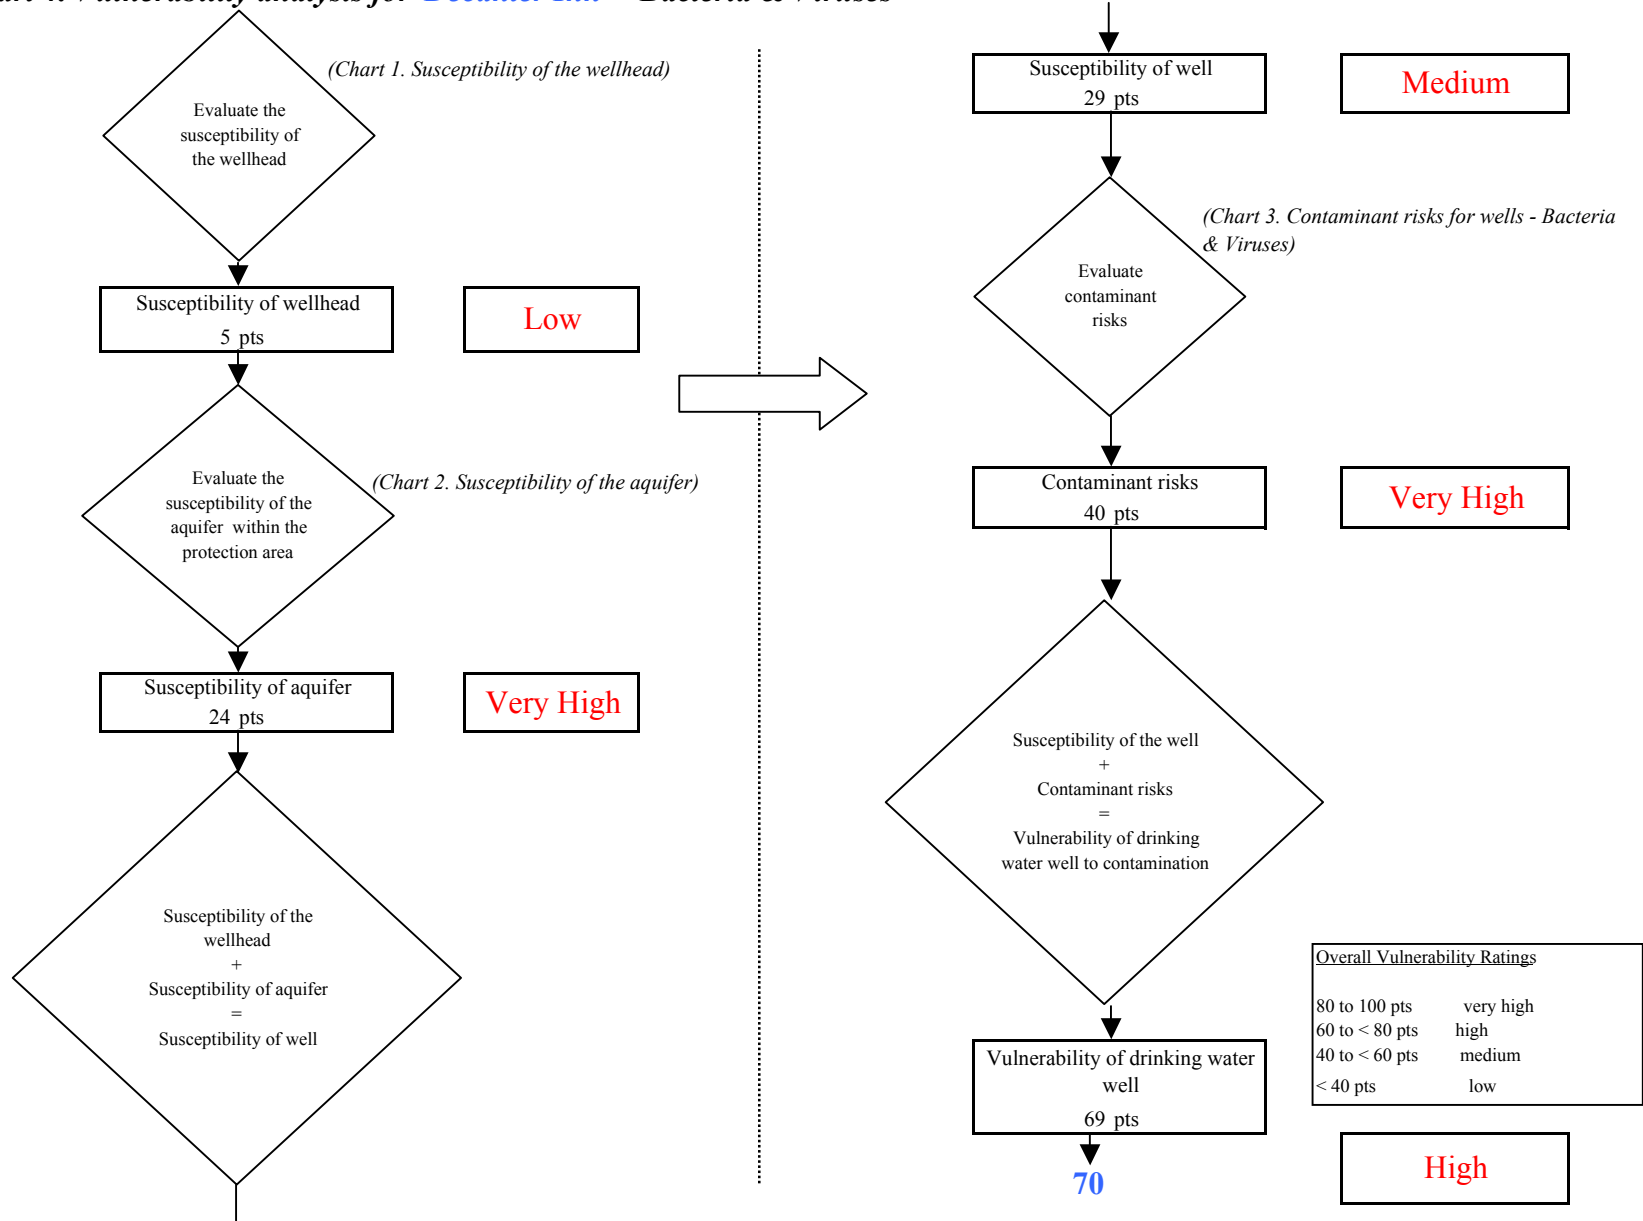 4. Vulnerability analysis for - Bacteria & Viruses
(Chart 1. Susceptibility of the wellhead)
Evaluate the
susceptibility of
the wellhead
Susceptibility of wellhead
5 pts
Low
Evaluate the
susceptibility of the
aquifer within the
protection area
(Chart 2. Susceptibility of the aquifer)
Susceptibility of aquifer
24 pts
Very High
Susceptibility of the
wellhead
+
Susceptibility of aquifer
=
Susceptibility of well
Susceptibility of well
29 pts
Medium
(Chart 3. Contaminant risks for wells - Bacteria
& Viruses)
Evaluate
contaminant
risks
Contaminant risks
40 pts
Very High
Susceptibility of the well
+
Contaminant risks
=
Vulnerability of drinking
water well to contamination
Vulnerability of drinking water
well
69 pts
70
Overall Vulnerability Ratings
80 to 100 pts very high
60 to < 80 pts high
40 to < 60 pts medium
< 40 pts low
High